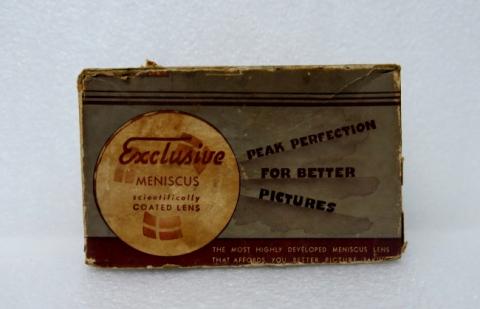 Exclusive
MENISCUS
scientifically
COATED LENS
PEAK PERFECTION
FOR BETTER
PICTURES
THE MOST HIGHLY DEVELOPED MENISCUS LENS
THAT AFFORDS YOU BETTER PICTURE